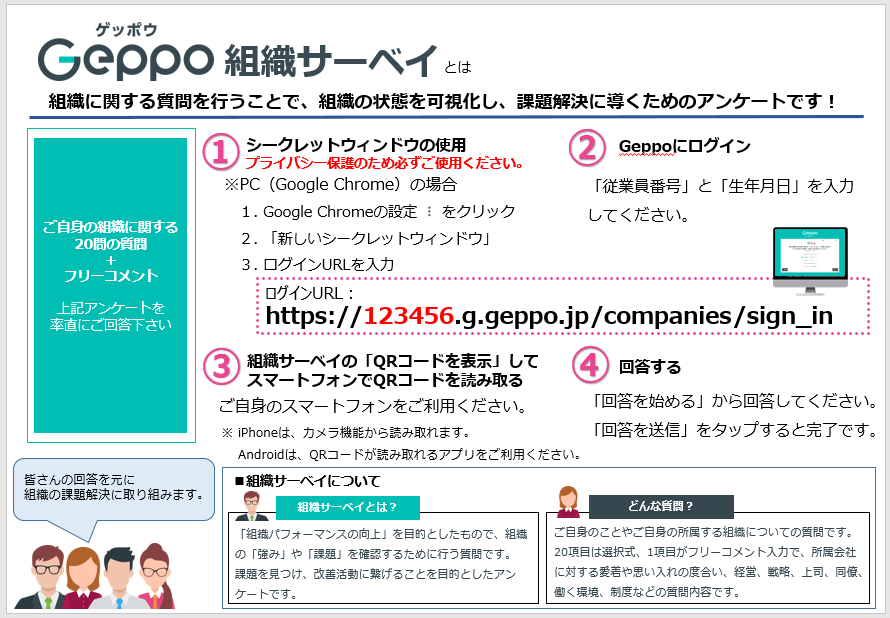 ゲッポウ
Geppo 組織サーベイ とは
組織に関する質問を行うことで、組織の状態を可視化し、課題解決に導くためのアンケートです！
ご自身の組織に関する
20問の質問
+
フリーコメント
上記アンケートを
率直にご回答下さい
① シークレットウィンドウの使用
プライバシー保護のため必ずご使用ください。
※PC（Google Chrome）の場合
１. Google Chromeの設定 ⋮ をクリック
２. 「新しいシークレットウィンドウ」
３. ログインURLを入力
② Geppoにログイン
「従業員番号」と「生年月日」を入力
してください。
ログインURL：
https://123456.g.geppo.jp/companies/sign_in
③ 組織サーベイの「QRコードを表示」して
スマートフォンでQRコードを読み取る
ご自身のスマートフォンをご利用ください。
※ iPhoneは、カメラ機能から読み取れます。
Androidは、QRコードが読み取れるアプリをご利用ください。
④ 回答する
「回答を始める」から回答してください。
「回答を送信」をタップすると完了です。
皆さんの回答を元に
組織の課題解決に取り組みます。
■組織サーベイについて
組織サーベイとは？
「組織パフォーマンスの向上」を目的としたもので、組織
の「強み」や「課題」を確認するために行う質問です。
課題を見つけ、改善活動に繋げることを目的としたアン
ケートです。
どんな質問？
ご自身のことやご自身の所属する組織についての質問です。
20項目は選択式、1項目がフリーコメント入力で、所属会社
に対する愛着や思い入れの度合い、経営、戦略、上司、同僚、
働く環境、制度などの質問内容です。